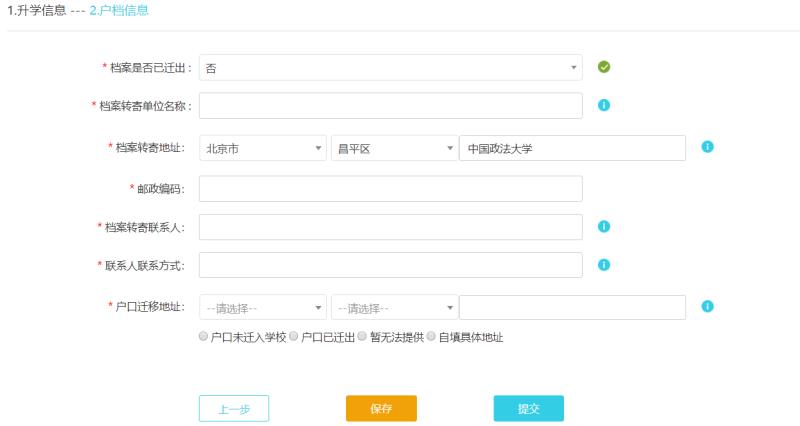 1.升学信息 --- 2.户档信息
* 档案是否已迁出： 否
* 档案转寄单位名称：
* 档案转寄地址： 北京市 昌平区 中国政法大学
* 邮政编码：
* 档案转寄联系人：
* 联系人联系方式：
* 户口迁移地址： --请选择-- --请选择--
户口未迁入学校 户口已迁出 暂无法提供 自填具体地址
上一步 保存 提交